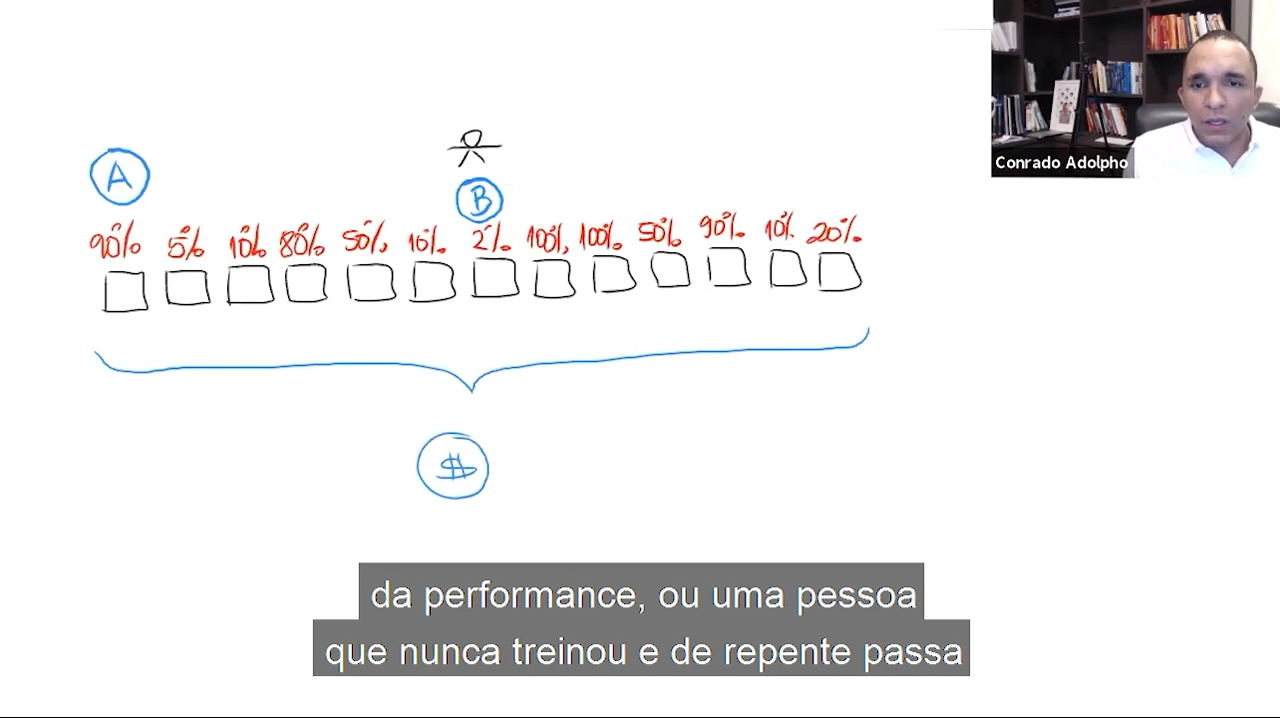 Conrado Adolpho
A
B
90% 5% 10% 80% 50% 10% 2% 100% 100% 50% 90% 10% 20%
$
da performance, ou uma pessoa
que nunca treinou e de repente passa